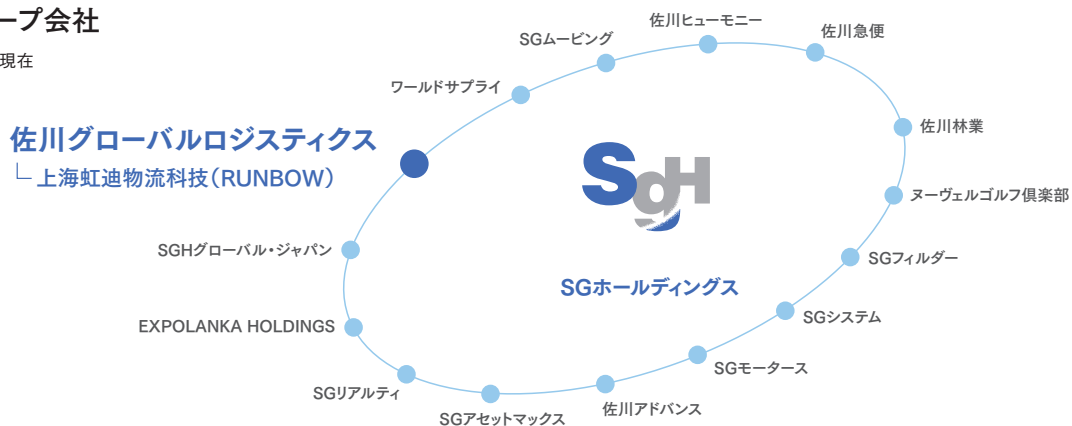 ープ会社
現在
佐川ヒューモニー
佐川急便
SGムービング
ワールドサプライ
佐川林業
佐川グローバルロジスティクス
└ 上海虹迪物流科技（RUNBOW）
ヌーヴェルゴルフ倶楽部
SGH
SGHグローバル・ジャパン
SGフィルダー
SGホールディングス
SGシステム
EXPOLANKA HOLDINGS
SGモータース
SGリアルティ
佐川アドバンス
SGアセットマックス